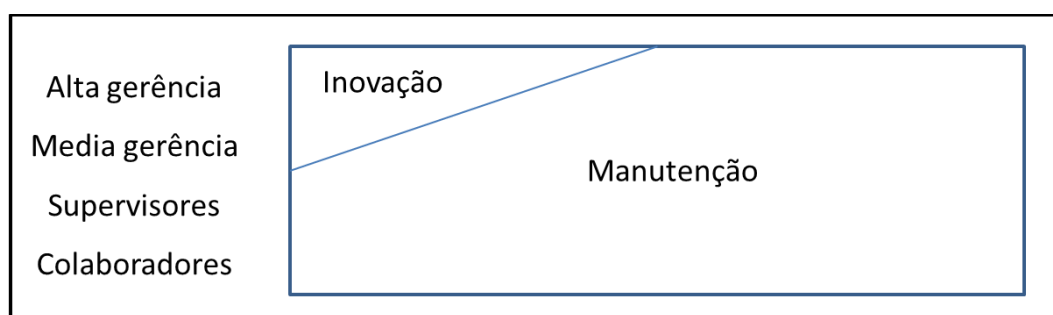 Alta gerência
Media gerência
Supervisores
Colaboradores
Inovação
Manutenção